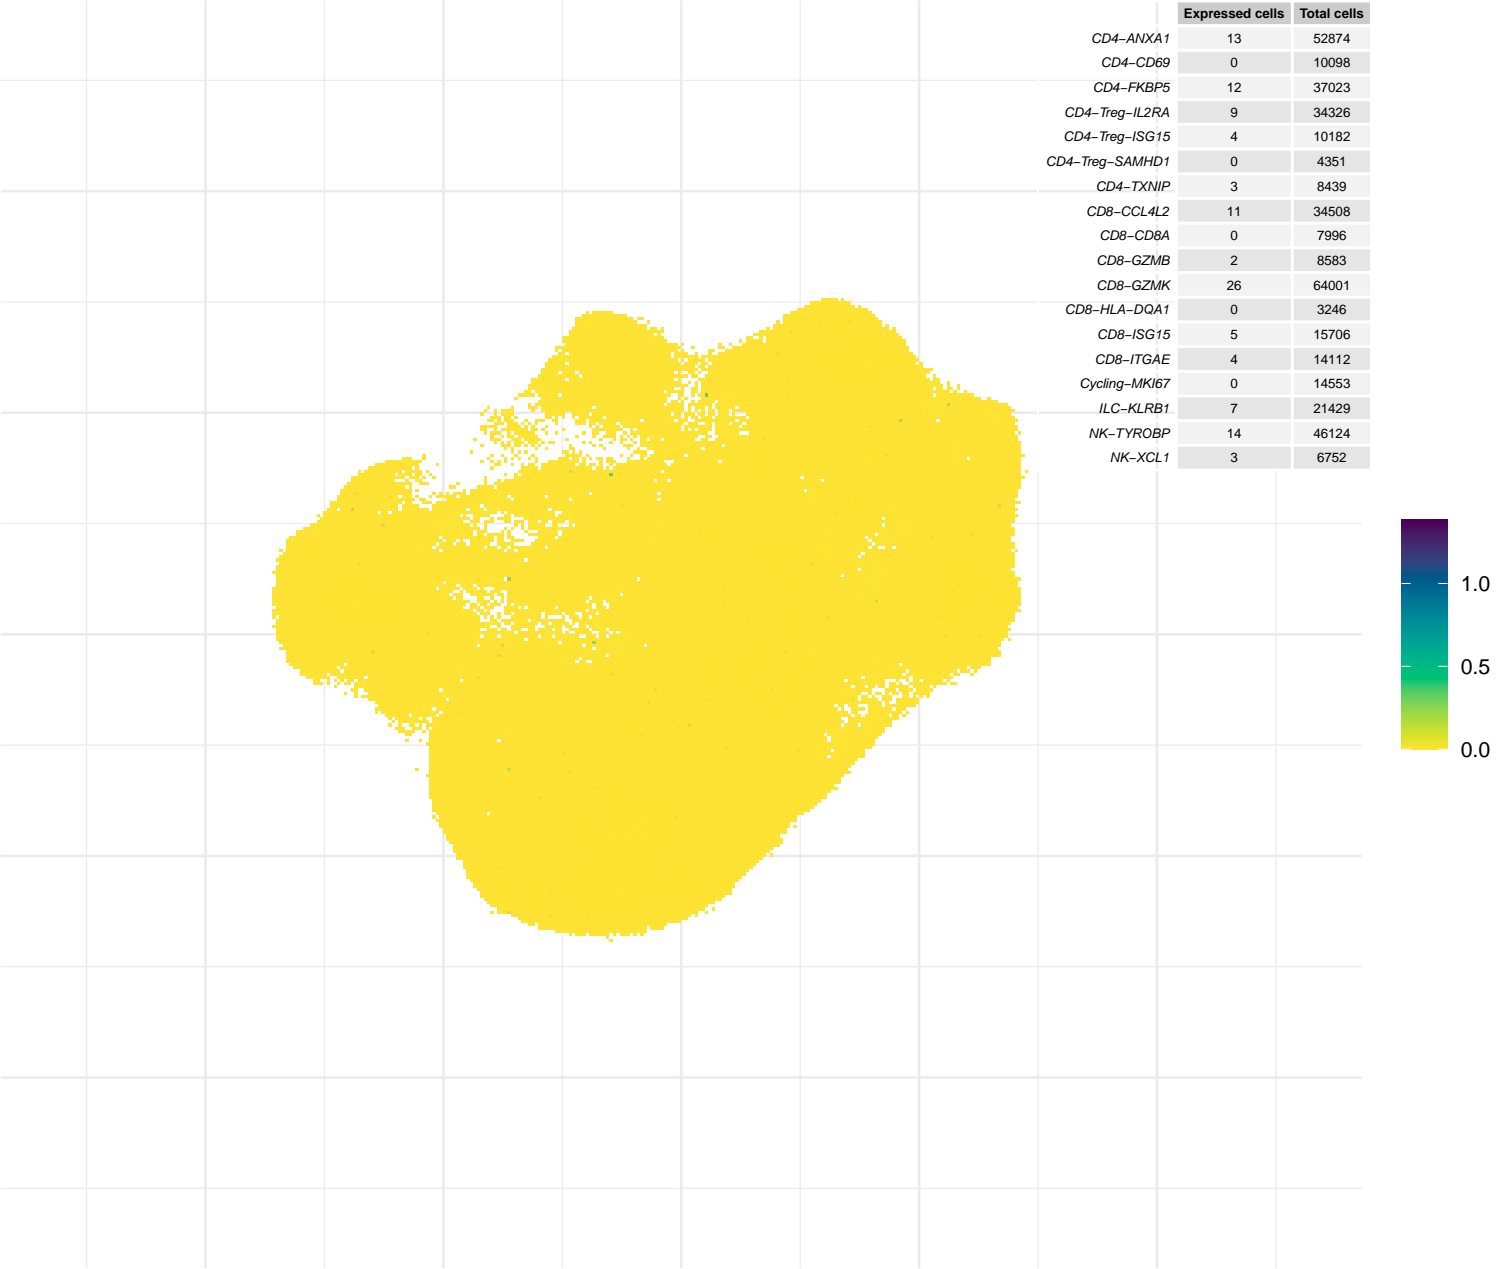 Expressed cells Total cells
CD4−ANXA1 13 52874
CD4−CD69 0 10098
CD4−FKBP5 12 37023
CD4−Treg−IL2RA 9 34326
CD4−Treg−ISG15 4 10182
CD4−Treg−SAMHD1 0 4351
CD4−TXNIP 3 8439
CD8−CCL4L2 11 34508
CD8−CD8A 0 7996
CD8−GZMB 2 8583
CD8−GZMK 26 64001
CD8−HLA−DQA1 0 3246
CD8−ISG15 5 15706
CD8−ITGAE 4 14112
Cycling−MKI67 0 14553
ILC−KLRB1 7 21429
NK−TYROBP 14 46124
NK−XCL1 3 6752
1.0
0.5
0.0